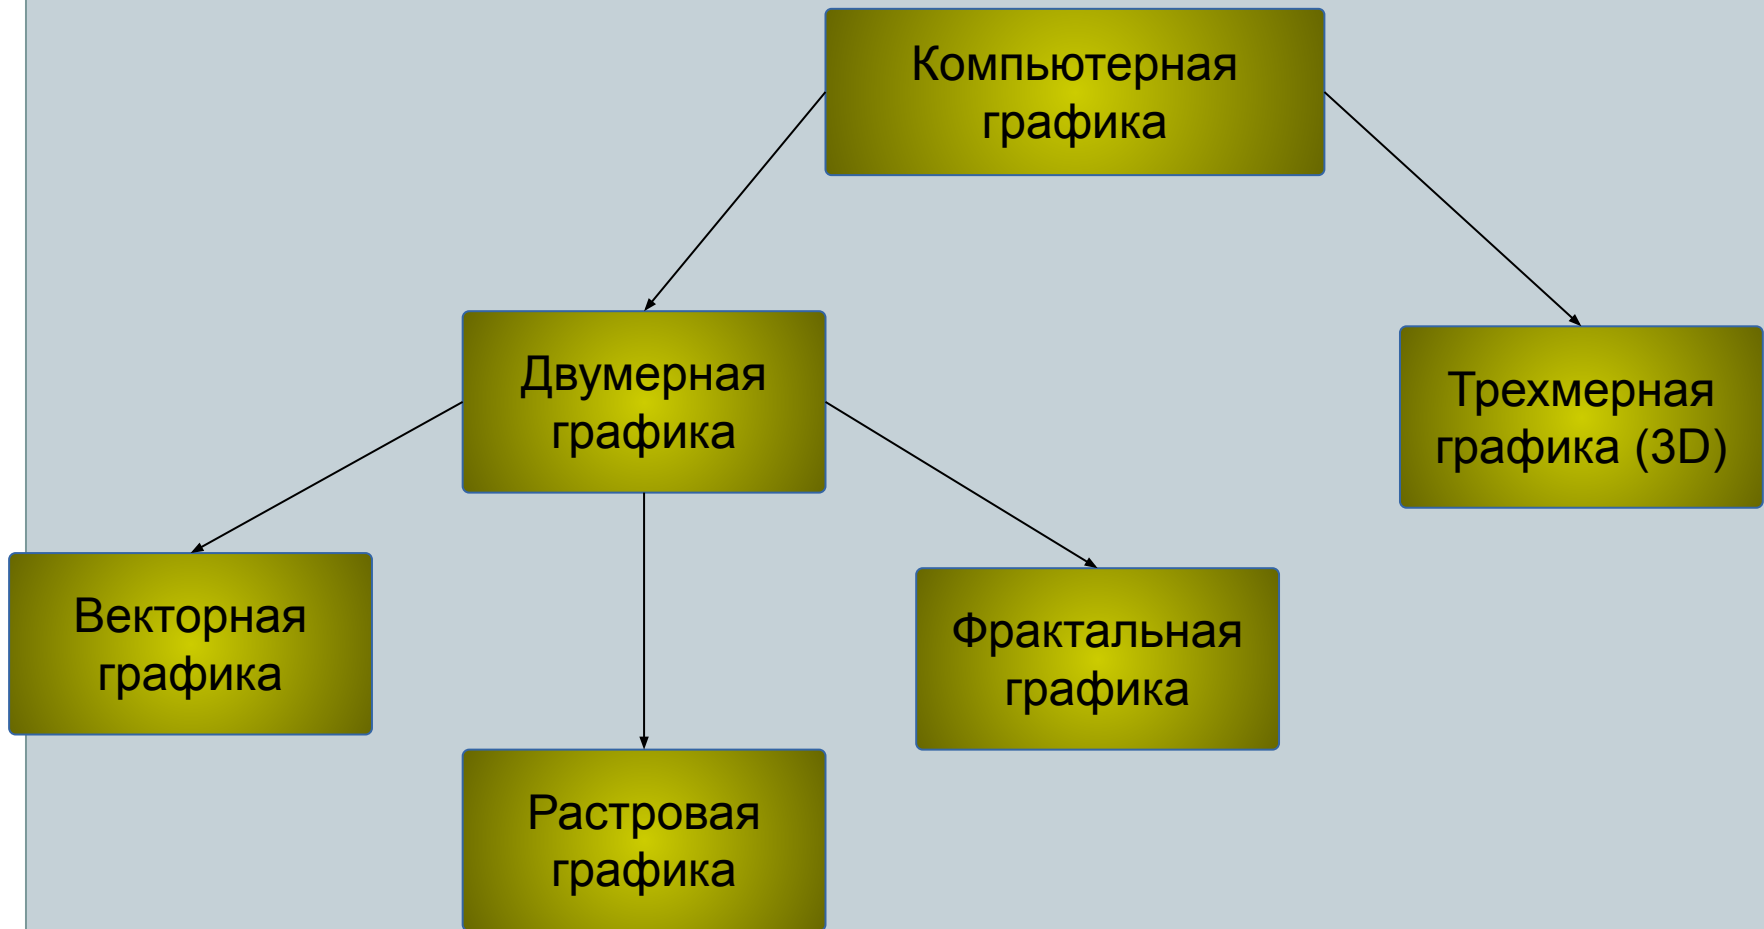 Компьютерная
графика
Двумерная
графика
Трехмерная
графика (3D)
Векторная
графика
Фрактальная
графика
Растровая
графика